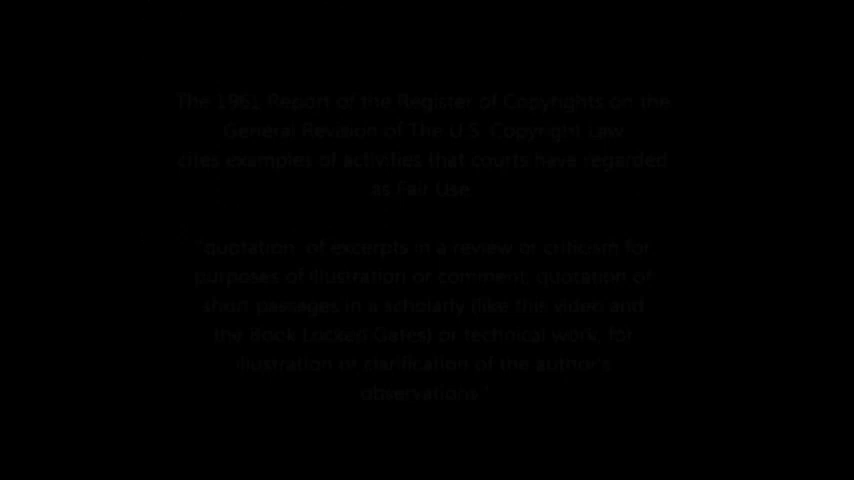 The 1961 Report of the Register of Copyrights on the
General Revision of The U.S. Copyright Law
cites examples of activities that courts have regarded
as Fair Use
"quotation of excerpts in a review or criticism for
purposes of illustration or comment; quotation of
short passages in a scholarly (like this video and
the Book Locked Gates) or technical work, for
illustration or clarification of the author's
observations"